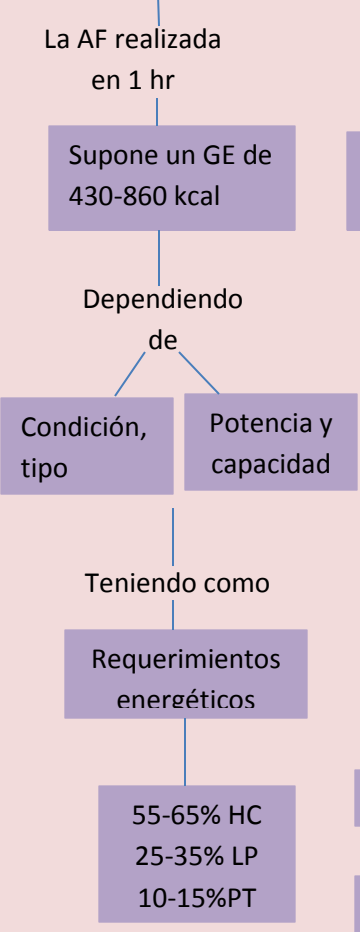 La AF realizada
en 1 hr
Supone un GE de
430-860 kcal
Dependiendo
de
Condición,
tipo
Potencia y
capacidad
Teniendo como
Requerimientos
energéticos
55-65% HC
25-35% LP
10-15%PT